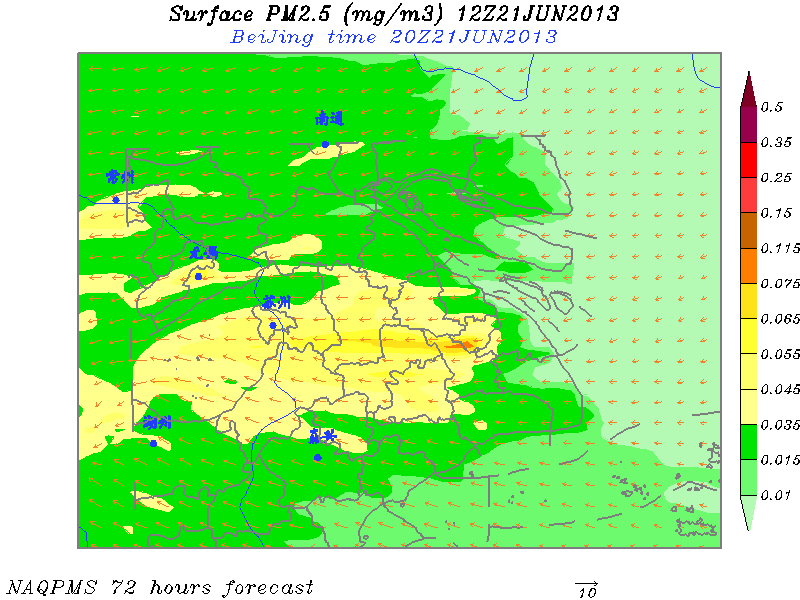 Surface PM2.5 (mg/m3) 12Z21JUN2013
BeiJing time 20Z21JUN2013
南通
常州
无锡
苏州
湖州
嘉兴
0.5
0.35
0.25
0.15
0.115
0.075
0.065
0.055
0.045
0.035
0.015
0.01
NAQPMS 72 hours forecast
10